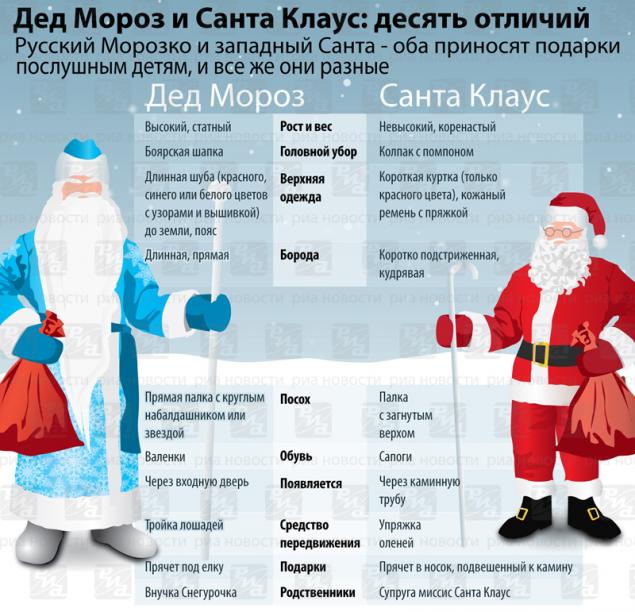 Дед Мороз и Санта Клаус: десять отличий
Русский Морозко и западный Санта - оба приносят подарки
послушным детям, и все же они разные
Дед Мороз Санта Клаус
Высокий, статный Рост и вес Невысокий, коренастый
Боярская шапка Головной убор Колпак с помпоном
Длинная шуба (красного, Верхняя Короткая куртка (только
синего или белого цветов одежда красного цвета), кожаный
с узорами и вышивкой) ремень с пряжкой
до земли, пояс
Длинная, прямая Борода Коротко подстриженная,
кудрявая
Прямая палка с круглым Посох Палка
набалдашником или с загнутым
звездой верхом
Валенки Обувь Сапоги
Через входную дверь Появляется Через каминную
трубу
Тройка лошадей Средство Упряжка
передвижения оленей
Прячет под елку Подарки Прячет в носок, подвешенный к камину
Внучка Снегурочка Родственники Супруга миссис Санта Клаус
риа новости